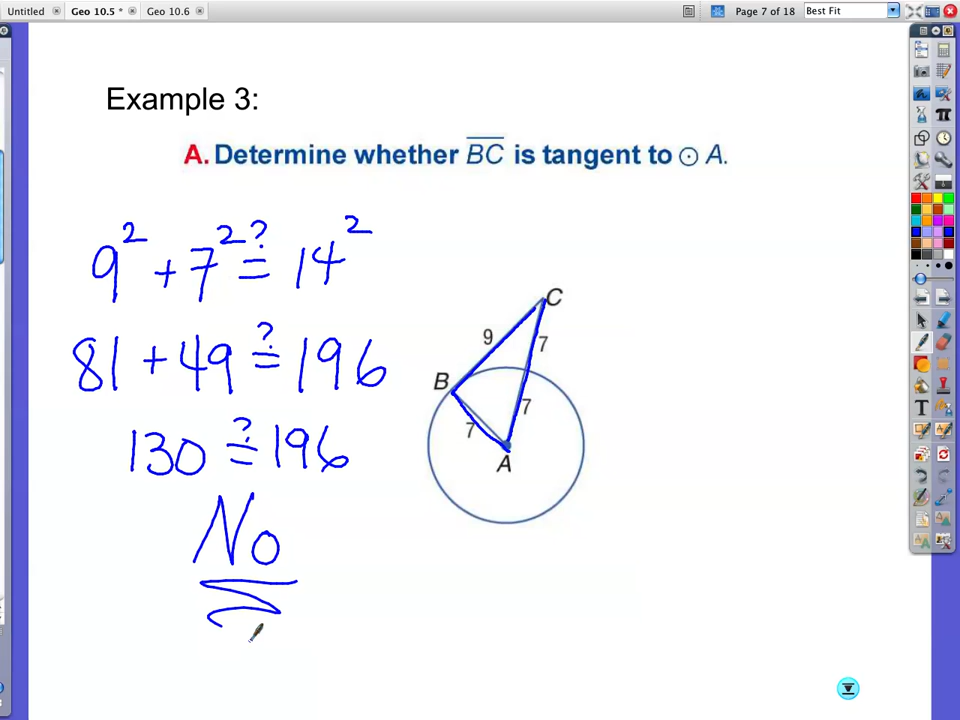 Untitled
Geo 10.5 *
Geo 10.6
Page 7 of 18
Best Fit
Example 3:
A. Determine whether BC is tangent to ⊙ A.
9² + 7² ≟ 14²
81 + 49 ≟ 196
130 ≟ 196
No
C
9
7
B
7
7
A